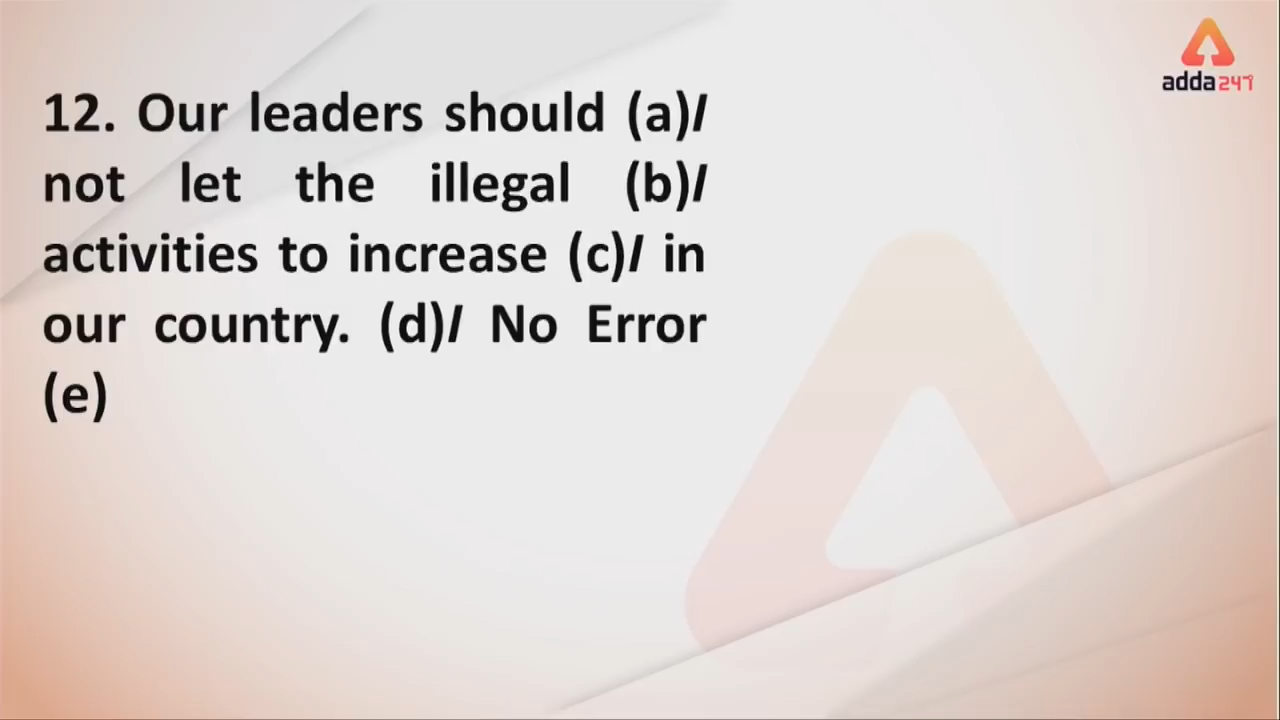 adda247
12. Our leaders should (a)/
not let the illegal (b)/
activities to increase (c)/ in
our country. (d)/ No Error
(e)